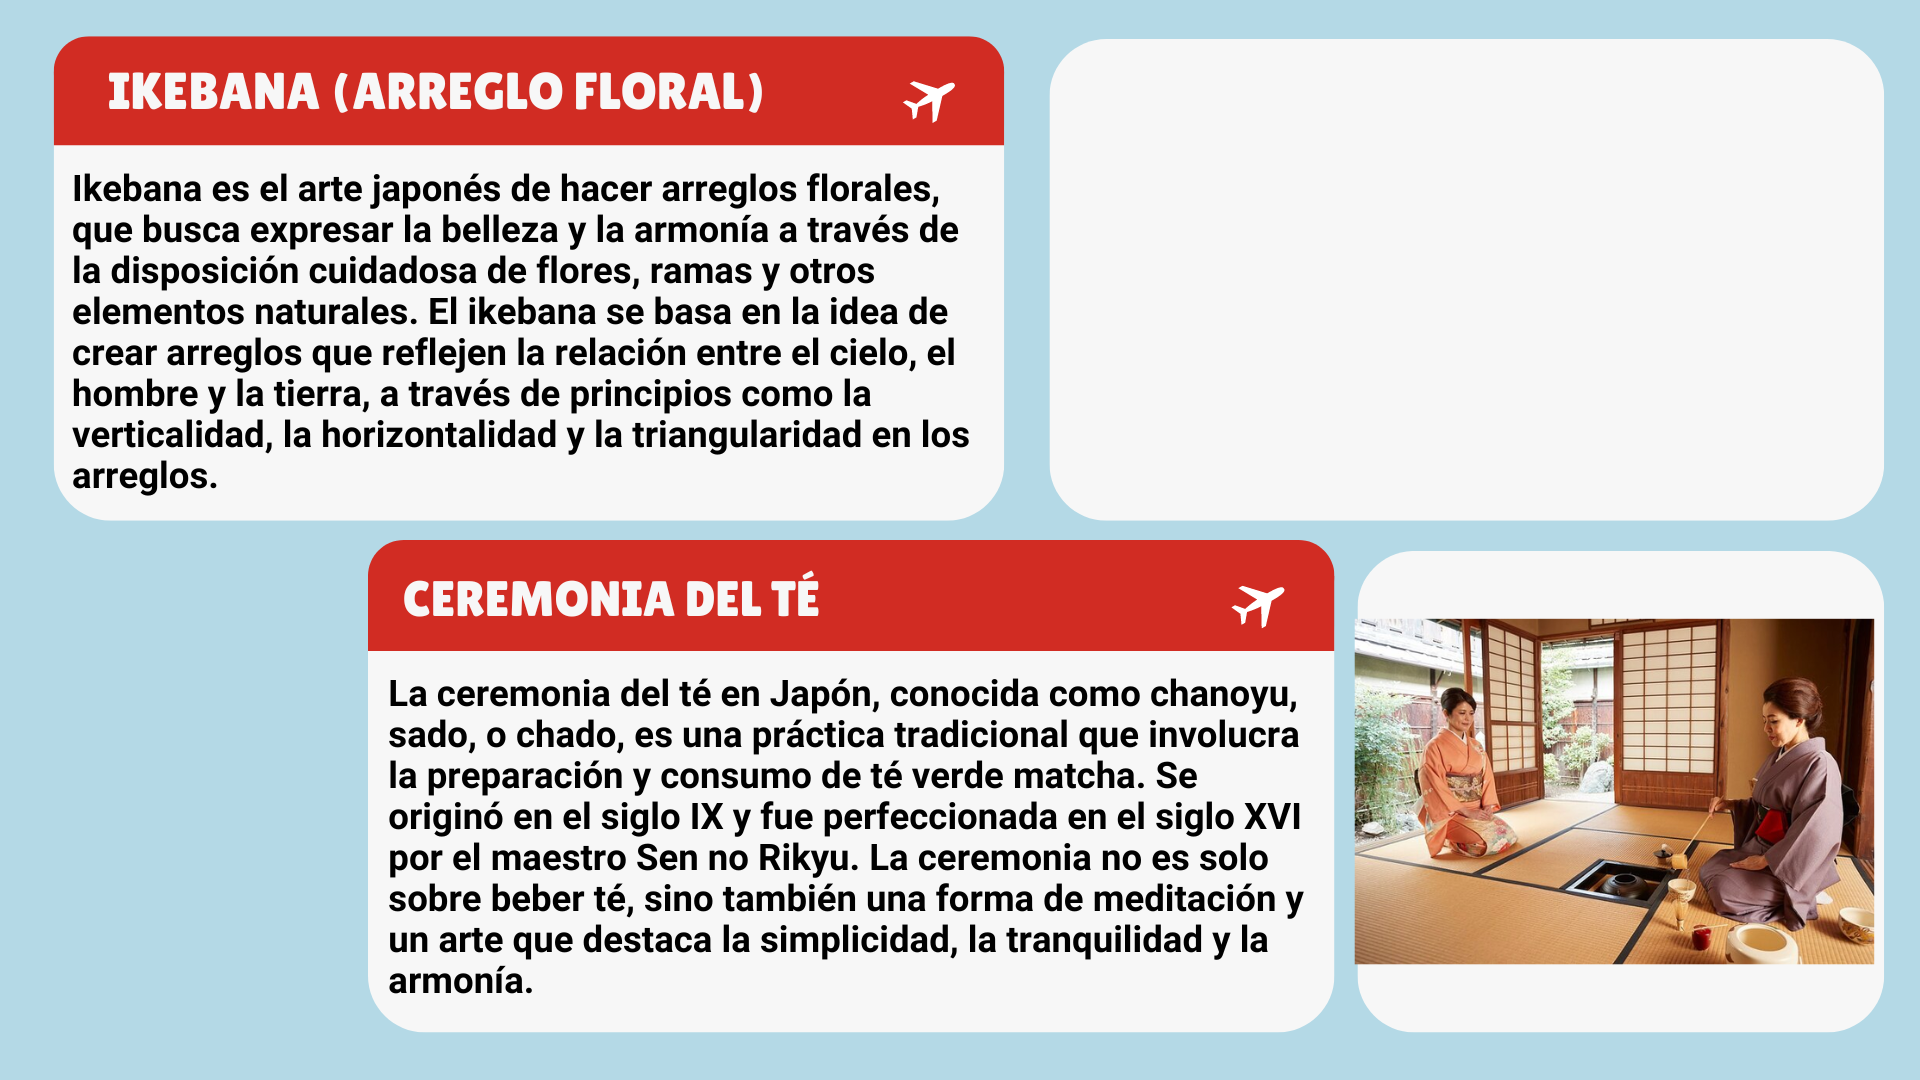 IKEBANA (ARREGLO FLORAL)
Ikebana es el arte japonés de hacer arreglos florales,
que busca expresar la belleza y la armonía a través de
la disposición cuidadosa de flores, ramas y otros
elementos naturales. El ikebana se basa en la idea de
crear arreglos que reflejen la relación entre el cielo, el
hombre y la tierra, a través de principios como la
verticalidad, la horizontalidad y la triangularidad en los
arreglos.
CEREMONIA DEL TÉ
La ceremonia del té en Japón, conocida como chanoyu,
sado, o chado, es una práctica tradicional que involucra
la preparación y consumo de té verde matcha. Se
originó en el siglo IX y fue perfeccionada en el siglo XVI
por el maestro Sen no Rikyu. La ceremonia no es solo
sobre beber té, sino también una forma de meditación y
un arte que destaca la simplicidad, la tranquilidad y la
armonía.